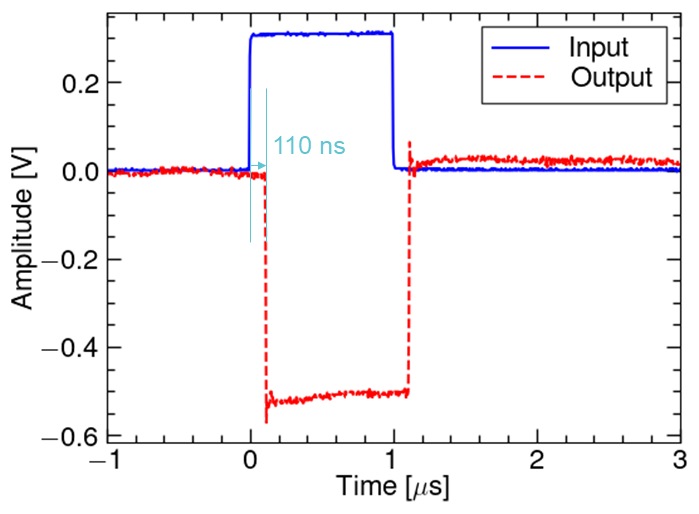 Input
Output
110 ns
Amplitude [V]
0.2
0.0
−0.2
−0.4
−0.6
−1
0
1
2
3
Time [μs]